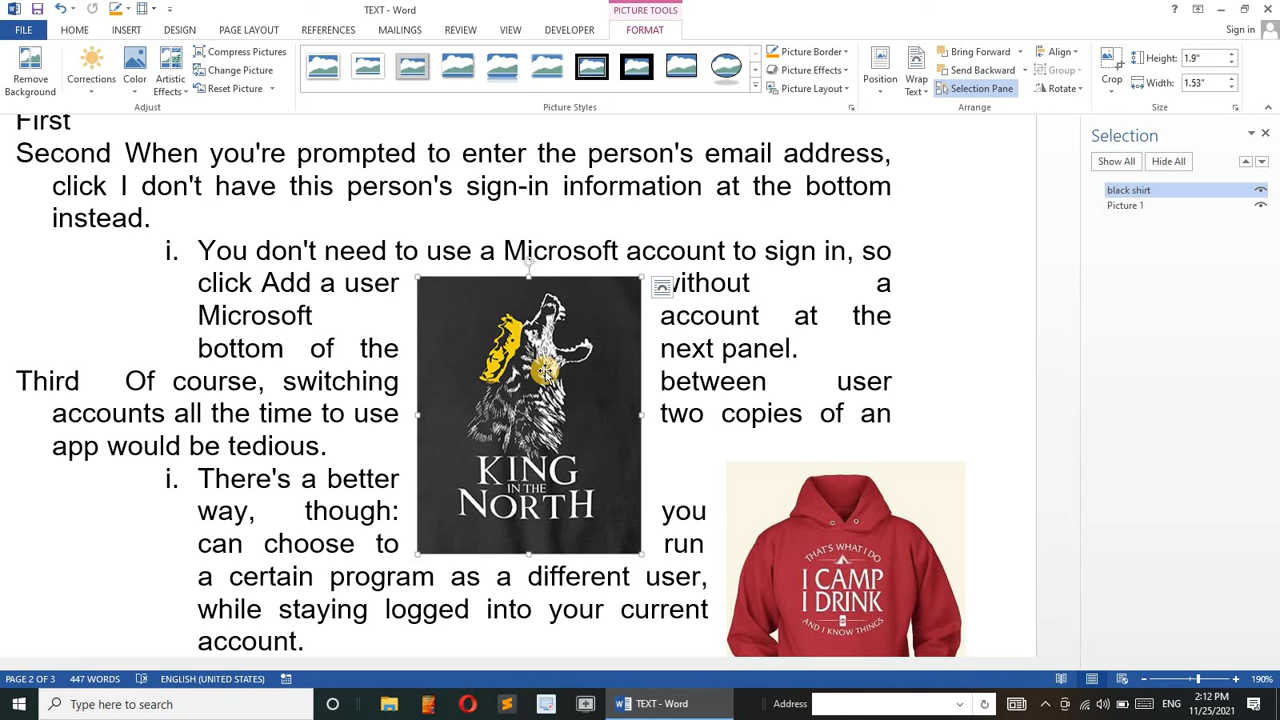 TEXT - Word
PICTURE TOOLS
FILE HOME INSERT DESIGN PAGE LAYOUT REFERENCES MAILINGS REVIEW VIEW DEVELOPER FORMAT
Sign in
Remove Background
Corrections
Color
Artistic Effects
Compress Pictures
Change Picture
Reset Picture
Adjust
Picture Styles
Picture Border
Picture Effects
Picture Layout
Position
Wrap Text
Bring Forward
Send Backward
Selection Pane
Align
Group
Rotate
Arrange
Crop
Height: 1.9"
Width: 1.53"
Size
First
Second When you're prompted to enter the person's email address,
click I don't have this person's sign-in information at the bottom
instead.
i. You don't need to use a Microsoft account to sign in, so
click Add a user without a
Microsoft account at the
bottom of the next panel.
Third Of course, switching between user
accounts all the time to use two copies of an
app would be tedious.
i. There's a better
way, though: you
can choose to run
a certain program as a different user,
while staying logged into your current
account.
KING
IN THE
NORTH
THAT'S WHAT I DO
I CAMP
I DRINK
AND I KNOW THINGS
Selection
Show All Hide All
black shirt
Picture 1
PAGE 2 OF 3 447 WORDS ENGLISH (UNITED STATES) 190%
Type here to search
TEXT - Word
Address
ENG
2:12 PM
11/25/2021